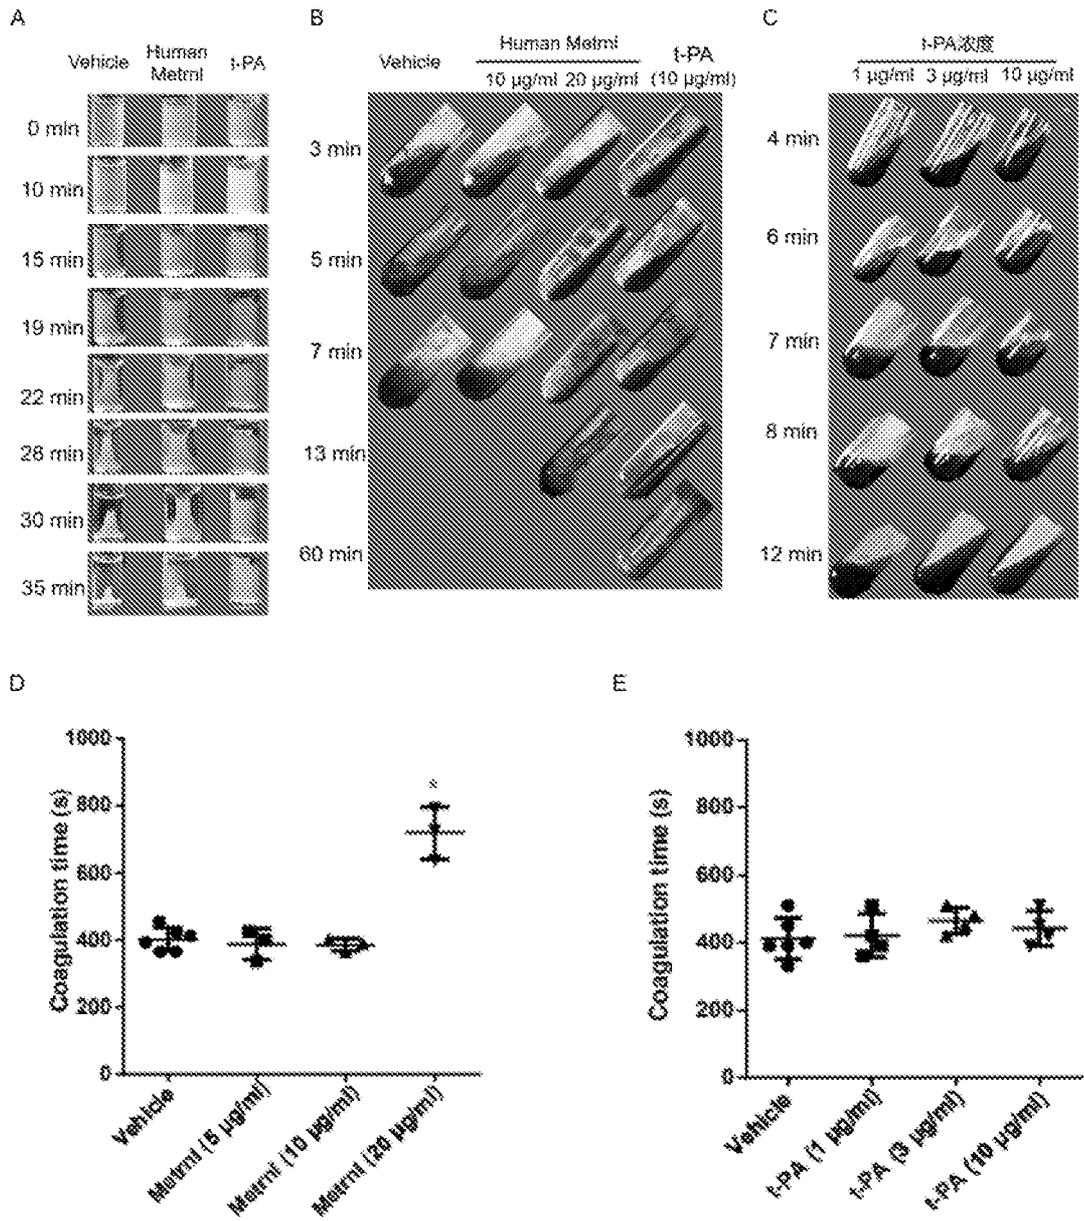 A
Vehicle
Human
Metrnl
t-PA
0 min
10 min
15 min
19 min
22 min
28 min
30 min
35 min
B
Vehicle
Human Metrnl
10 μg/ml 20 μg/ml
t-PA
(10 μg/ml)
3 min
5 min
7 min
13 min
60 min
C
t-PA浓度
1 μg/ml 3 μg/ml 10 μg/ml
4 min
6 min
7 min
8 min
12 min
D
Coagulation time (s)
1000
800
600
400
200
0
*
Vehicle
Metrnl (5 μg/ml)
Metrnl (10 μg/ml)
Metrnl (20 μg/ml)
E
Coagulation time (s)
1000
800
600
400
200
0
Vehicle
t-PA (1 μg/ml)
t-PA (3 μg/ml)
t-PA (10 μg/ml)